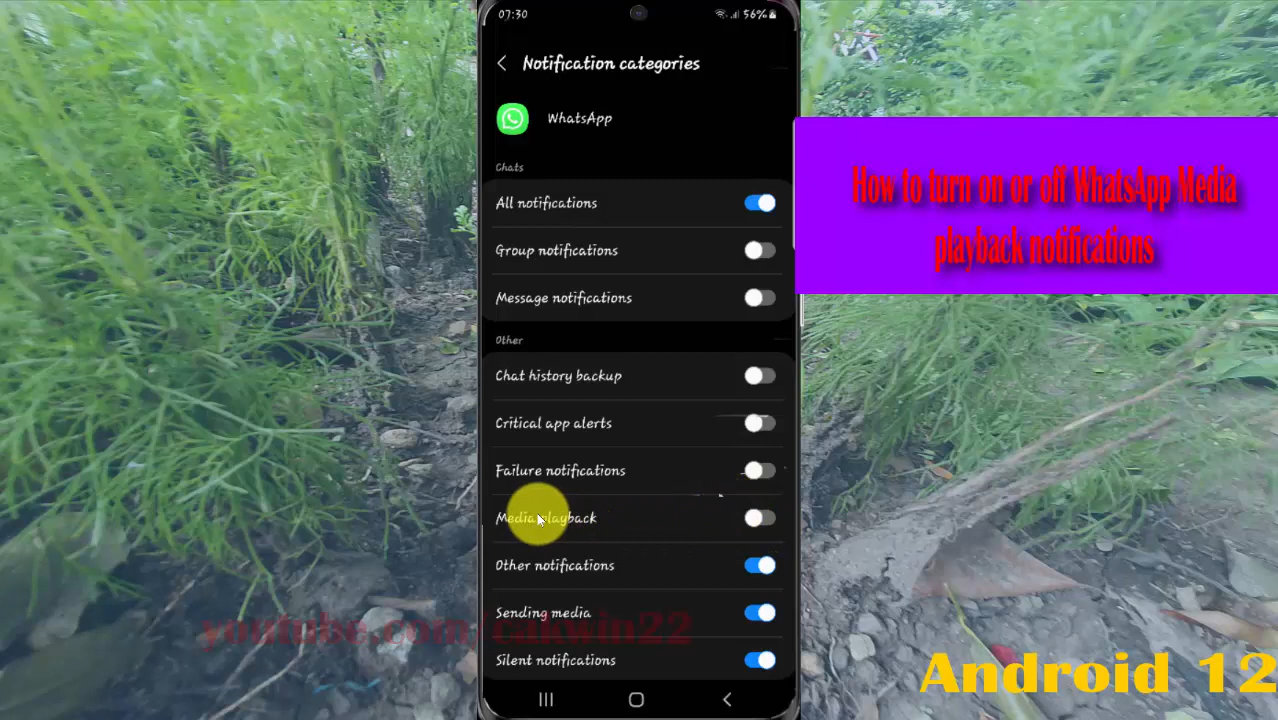 07:30
56%
Notification categories
WhatsApp
Chats
All notifications
Group notifications
Message notifications
Other
Chat history backup
Critical app alerts
Failure notifications
Media playback
Other notifications
Sending media
Silent notifications
How to turn on or off WhatsApp Media
playback notifications
youtube.com/cakwin22
Android 12